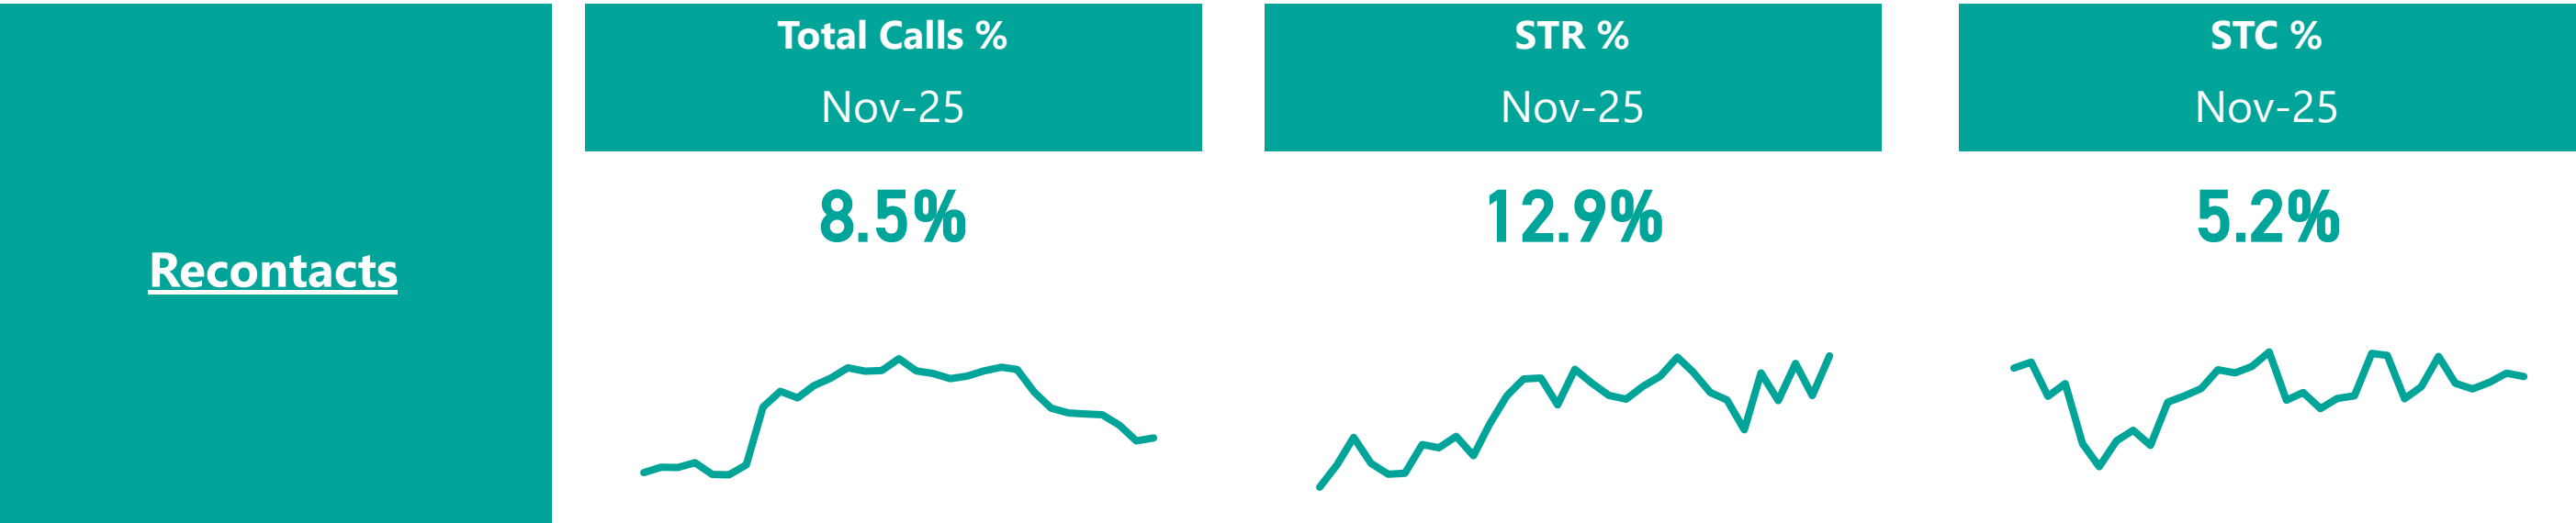 Recontacts
Total Calls %
Nov-25
8.5%
STR %
Nov-25
12.9%
STC %
Nov-25
5.2%